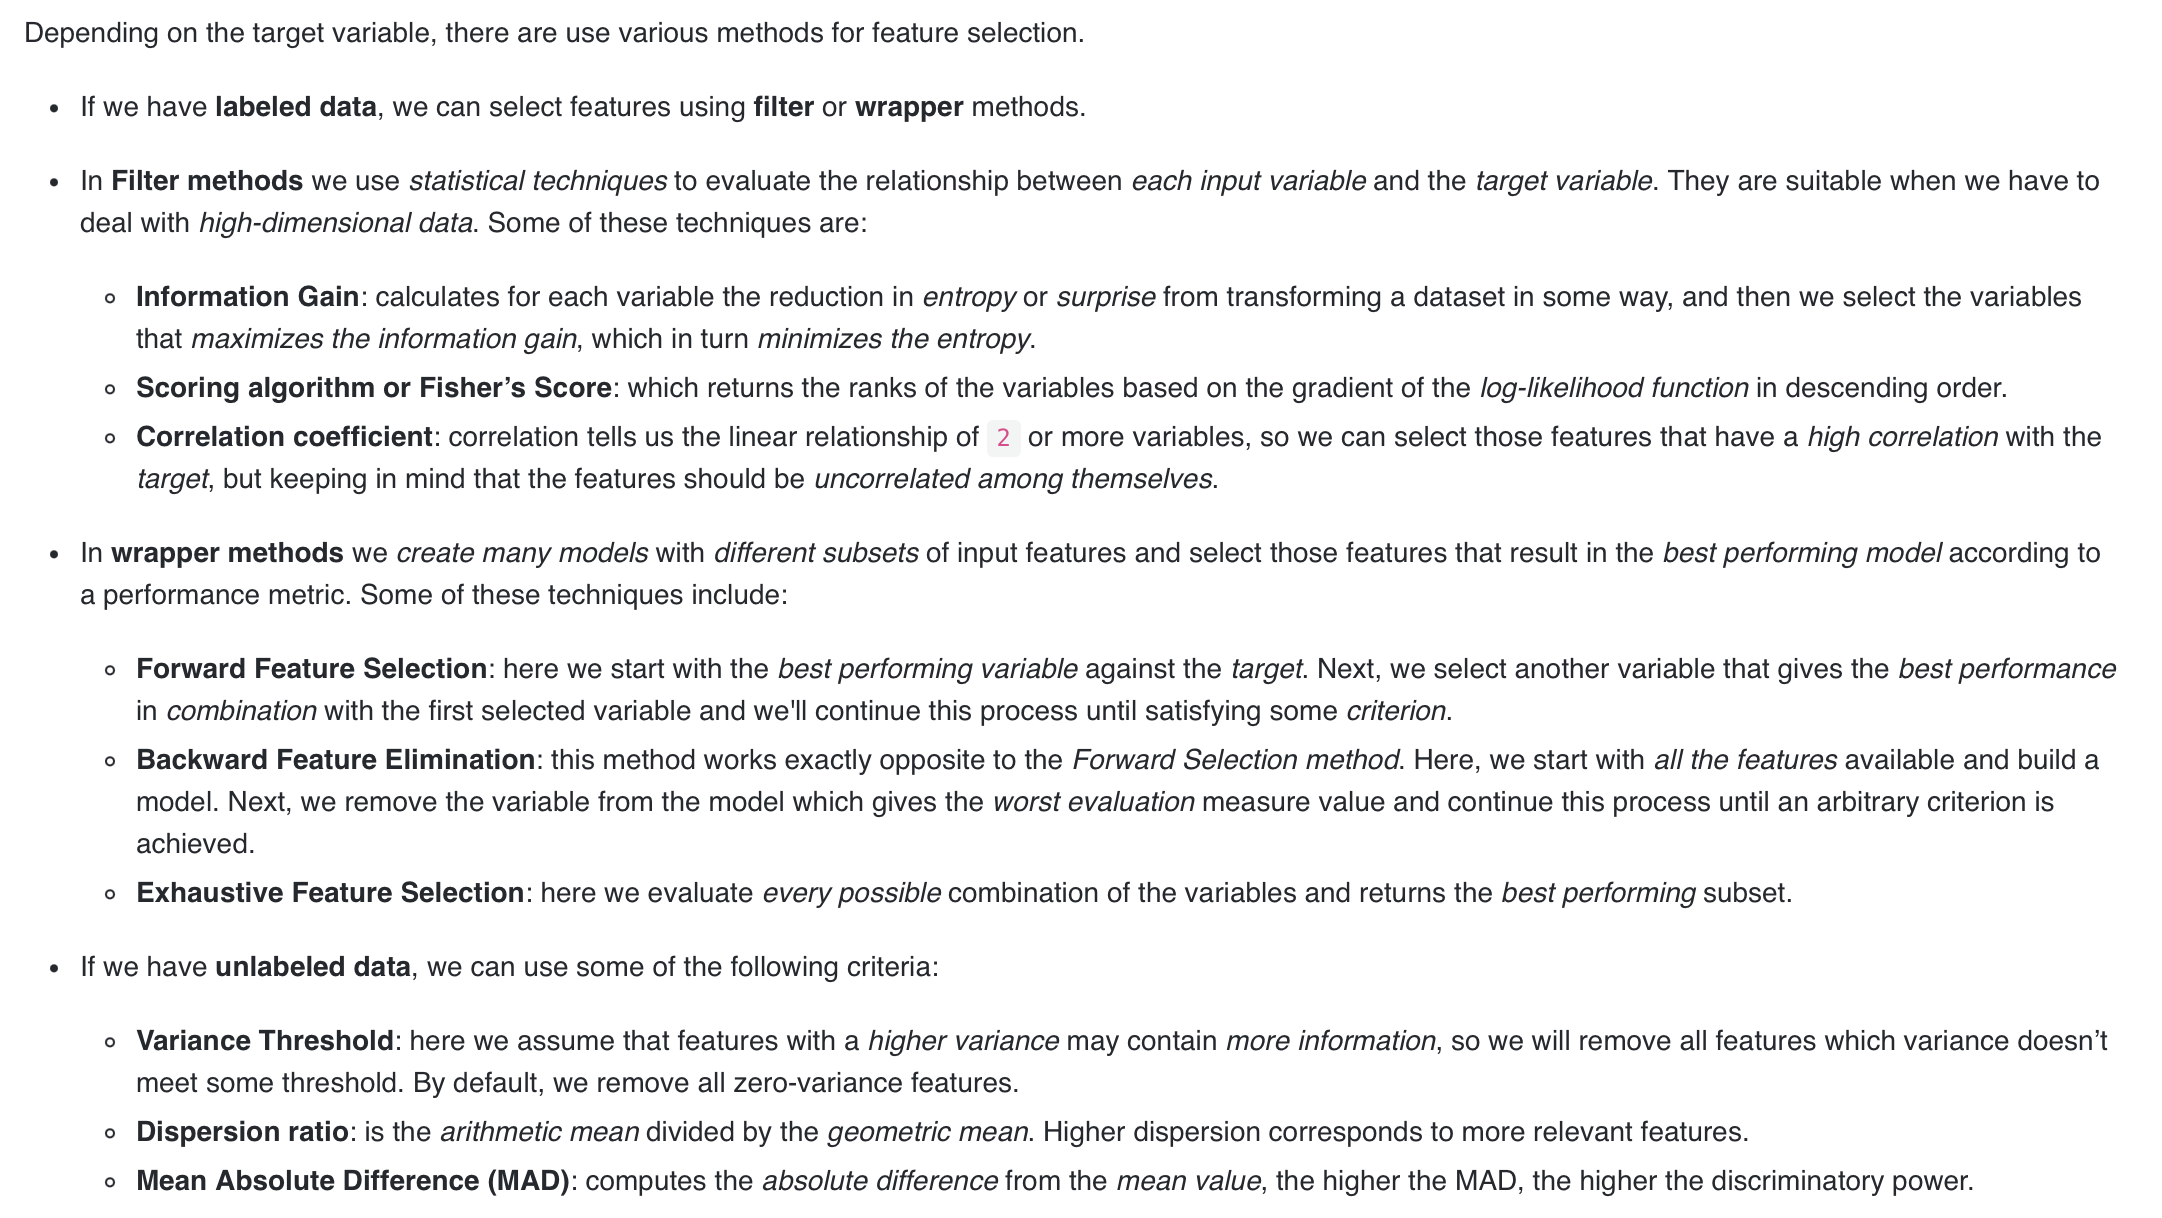 Depending on the target variable, there are use various methods for feature selection.
• If we have labeled data, we can select features using filter or wrapper methods.
• In Filter methods we use statistical techniques to evaluate the relationship between each input variable and the target variable. They are suitable when we have to
deal with high-dimensional data. Some of these techniques are:
◦ Information Gain: calculates for each variable the reduction in entropy or surprise from transforming a dataset in some way, and then we select the variables
that maximizes the information gain, which in turn minimizes the entropy.
◦ Scoring algorithm or Fisher’s Score: which returns the ranks of the variables based on the gradient of the log-likelihood function in descending order.
◦ Correlation coefficient: correlation tells us the linear relationship of 2 or more variables, so we can select those features that have a high correlation with the
target, but keeping in mind that the features should be uncorrelated among themselves.
• In wrapper methods we create many models with different subsets of input features and select those features that result in the best performing model according to
a performance metric. Some of these techniques include:
◦ Forward Feature Selection: here we start with the best performing variable against the target. Next, we select another variable that gives the best performance
in combination with the first selected variable and we'll continue this process until satisfying some criterion.
◦ Backward Feature Elimination: this method works exactly opposite to the Forward Selection method. Here, we start with all the features available and build a
model. Next, we remove the variable from the model which gives the worst evaluation measure value and continue this process until an arbitrary criterion is
achieved.
◦ Exhaustive Feature Selection: here we evaluate every possible combination of the variables and returns the best performing subset.
• If we have unlabeled data, we can use some of the following criteria:
◦ Variance Threshold: here we assume that features with a higher variance may contain more information, so we will remove all features which variance doesn’t
meet some threshold. By default, we remove all zero-variance features.
◦ Dispersion ratio: is the arithmetic mean divided by the geometric mean. Higher dispersion corresponds to more relevant features.
◦ Mean Absolute Difference (MAD): computes the absolute difference from the mean value, the higher the MAD, the higher the discriminatory power.